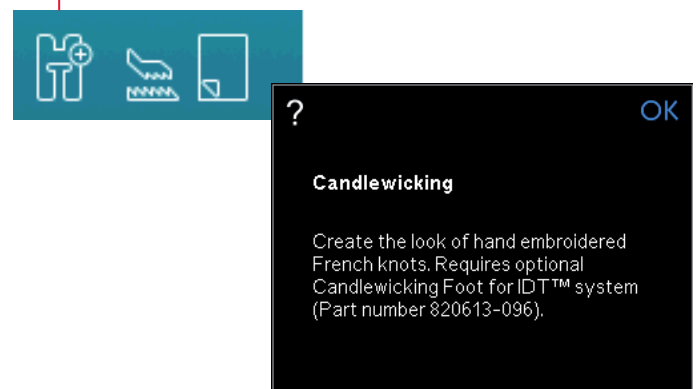 ?
OK
Candlewicking
Create the look of hand embroidered
French knots. Requires optional
Candlewicking Foot for IDT™ system
(Part number 820613-096).